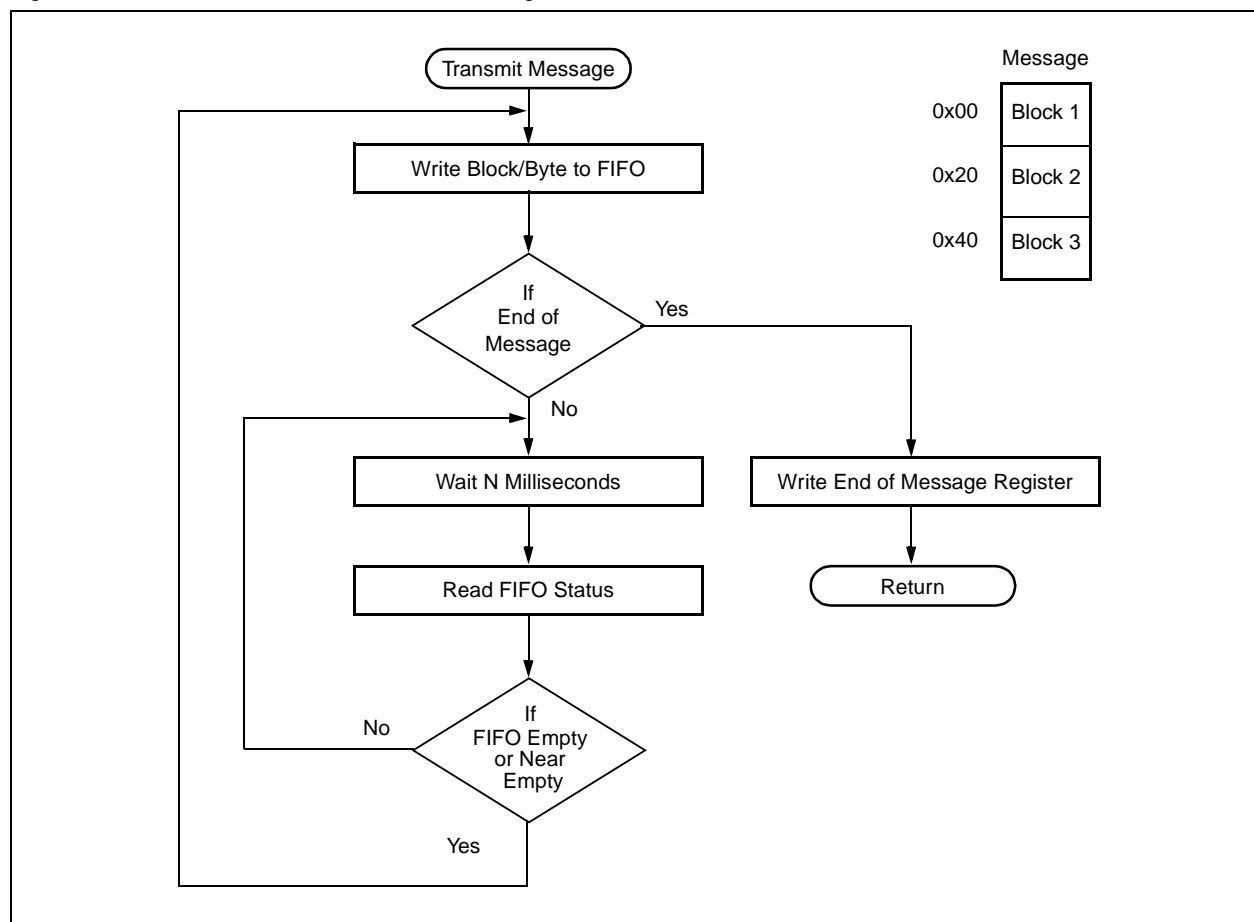 Transmit Message
Write Block/Byte to FIFO
If
End of
Message
Yes
No
Wait N Milliseconds
Write End of Message Register
Read FIFO Status
Return
If
FIFO Empty
or Near
Empty
No
Yes
Message
0x00 Block 1
0x20 Block 2
0x40 Block 3